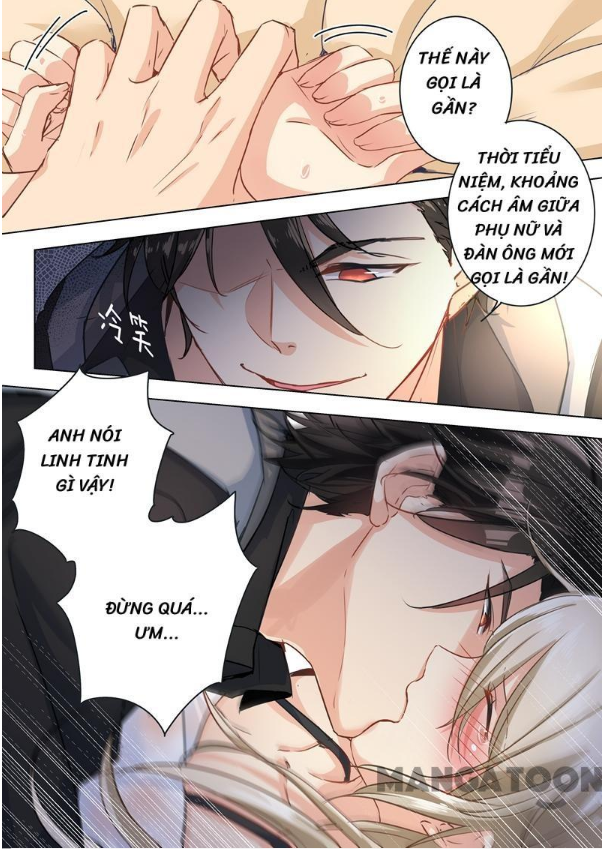 THẾ NÀY
GỌI LÀ
GẦN?
THỜI TIỂU
NIỆM, KHOẢNG
CÁCH ÂM GIỮA
PHỤ NỮ VÀ
ĐÀN ÔNG MỚI
GỌI LÀ GẦN!
冷笑
ANH NÓI
LINH TINH
GÌ VẬY!
ĐỪNG QUÁ...
ƯM...
MANGATOON